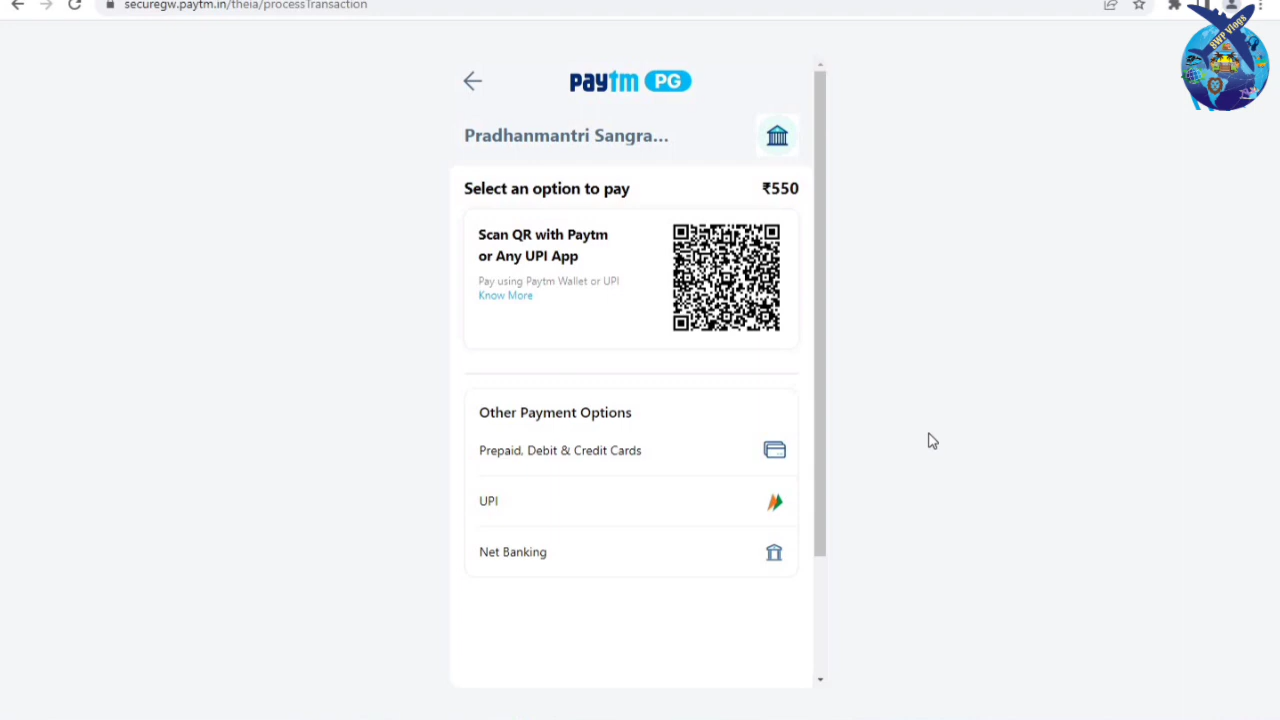 securegw.paytm.in/theia/processTransaction
8WP Vlogs
paytm PG
Pradhanmantri Sangra...
Select an option to pay ₹550
Scan QR with Paytm
or Any UPI App
Pay using Paytm Wallet or UPI
Know More
Other Payment Options
Prepaid, Debit & Credit Cards
UPI
Net Banking